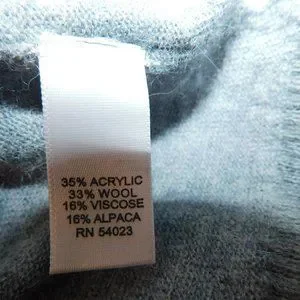 35% ACRYLIC
33% WOOL
16% VISCOSE
16% ALPACA
RN 54023